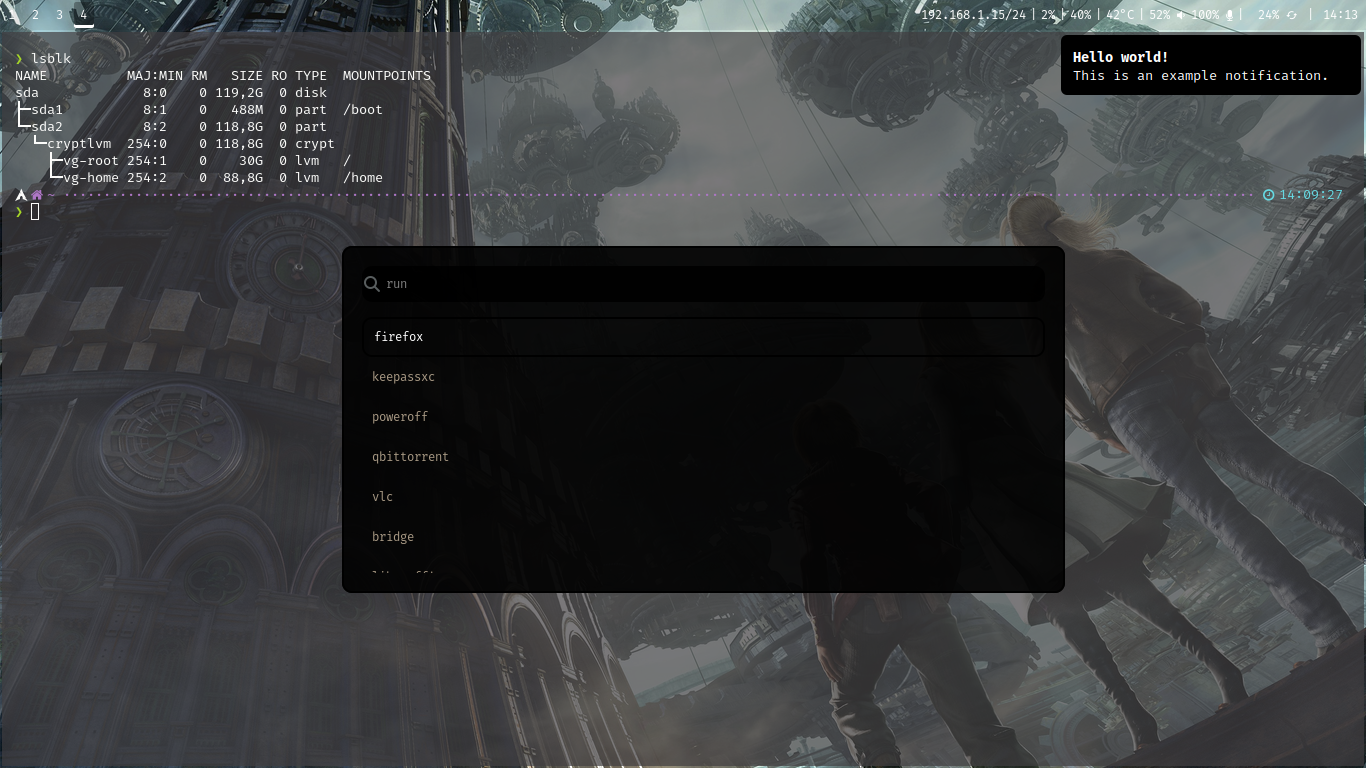 2 3 4 192.168.1.15/24 | 2% 40% | 42°C | 52% 100% | 24% | 14:13
❯ lsblk
NAME MAJ:MIN RM SIZE RO TYPE MOUNTPOINTS
sda 8:0 0 119,2G 0 disk
├─sda1 8:1 0 488M 0 part /boot
└─sda2 8:2 0 118,8G 0 part
└─cryptlvm 254:0 0 118,8G 0 crypt
├─vg-root 254:1 0 30G 0 lvm /
└─vg-home 254:2 0 88,8G 0 lvm /home
~ 14:09:27
❯
Hello world!
This is an example notification.
run
firefox
keepassxc
poweroff
qbittorrent
vlc
bridge